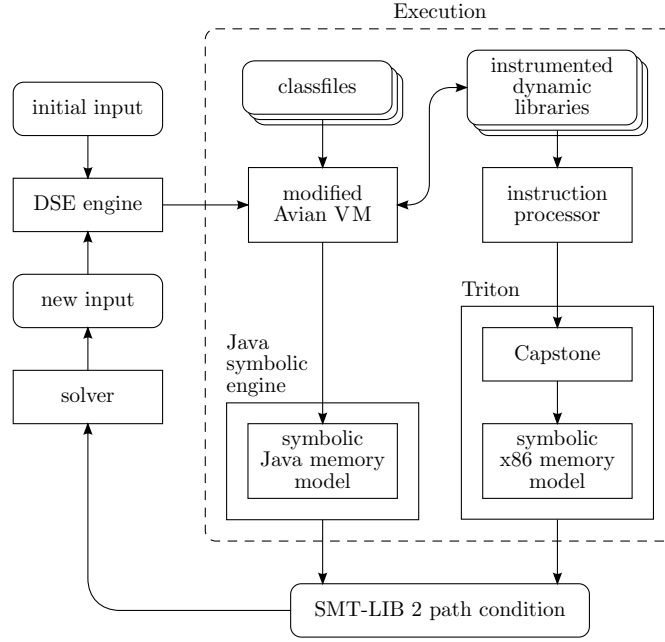 Execution
initial input
classfiles
instrumented
dynamic
libraries
DSE engine
modified
Avian VM
instruction
processor
new input
Triton
Java
symbolic
engine
Capstone
solver
symbolic
Java memory
model
symbolic
x86 memory
model
SMT-LIB 2 path condition